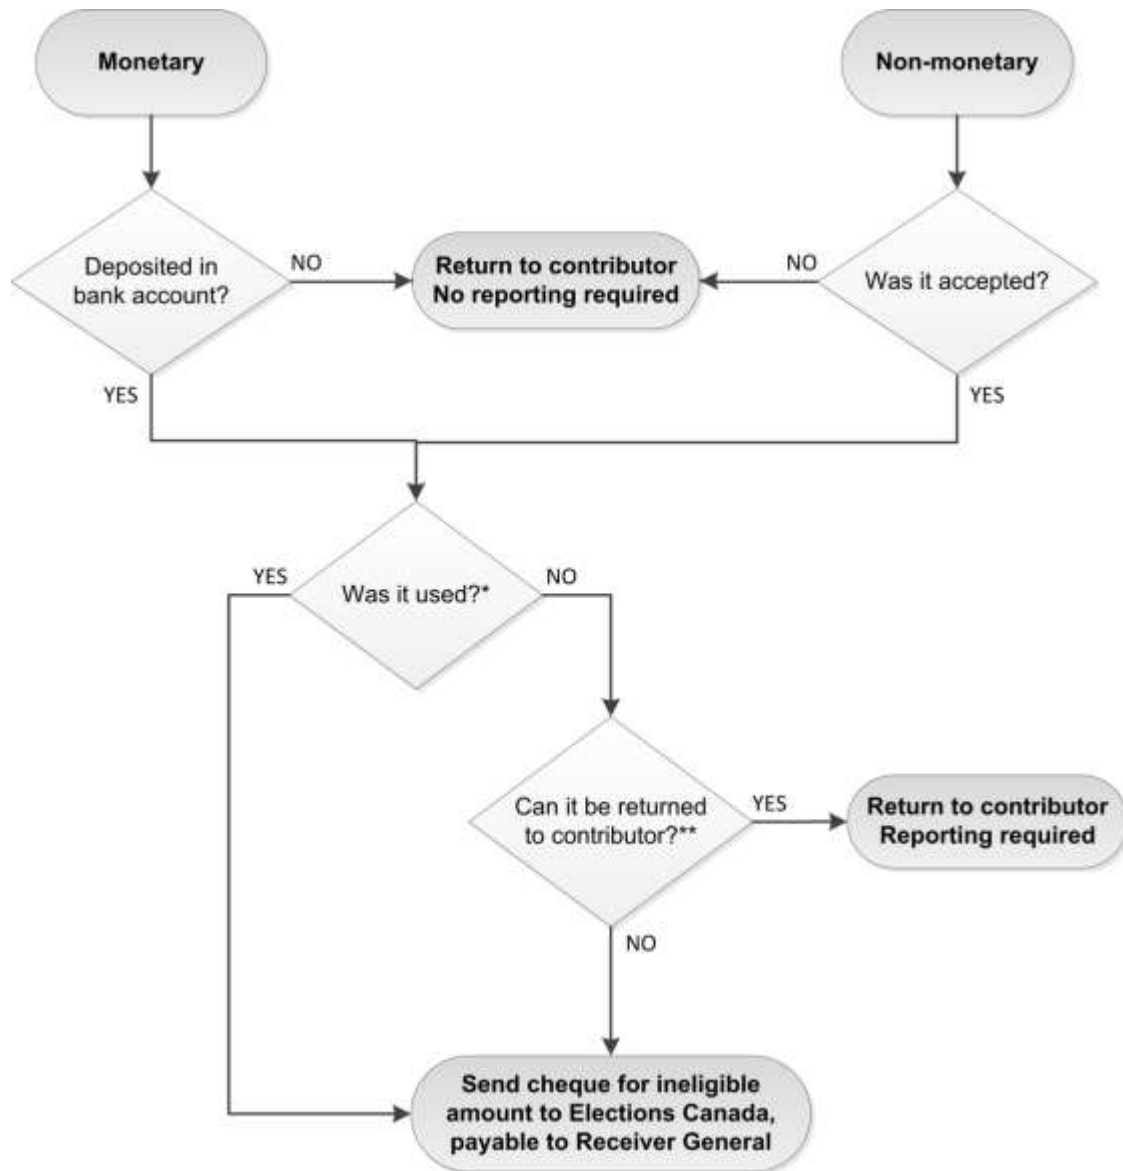 Monetary
Non-monetary
Deposited in
bank account?
NO
Return to contributor
No reporting required
NO
Was it accepted?
YES
YES
YES
Was it used?*
NO
Can it be returned
to contributor?**
YES
Return to contributor
Reporting required
NO
Send cheque for ineligible
amount to Elections Canada,
payable to Receiver General